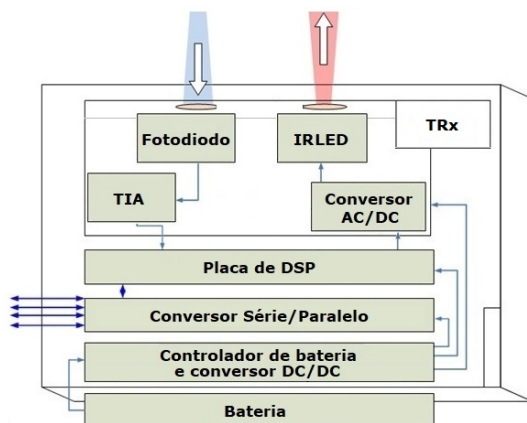 TRx
Fotodiodo
IRLED
TIA
Conversor
AC/DC
Placa de DSP
Conversor Série/Paralelo
Controlador de bateria
e conversor DC/DC
Bateria